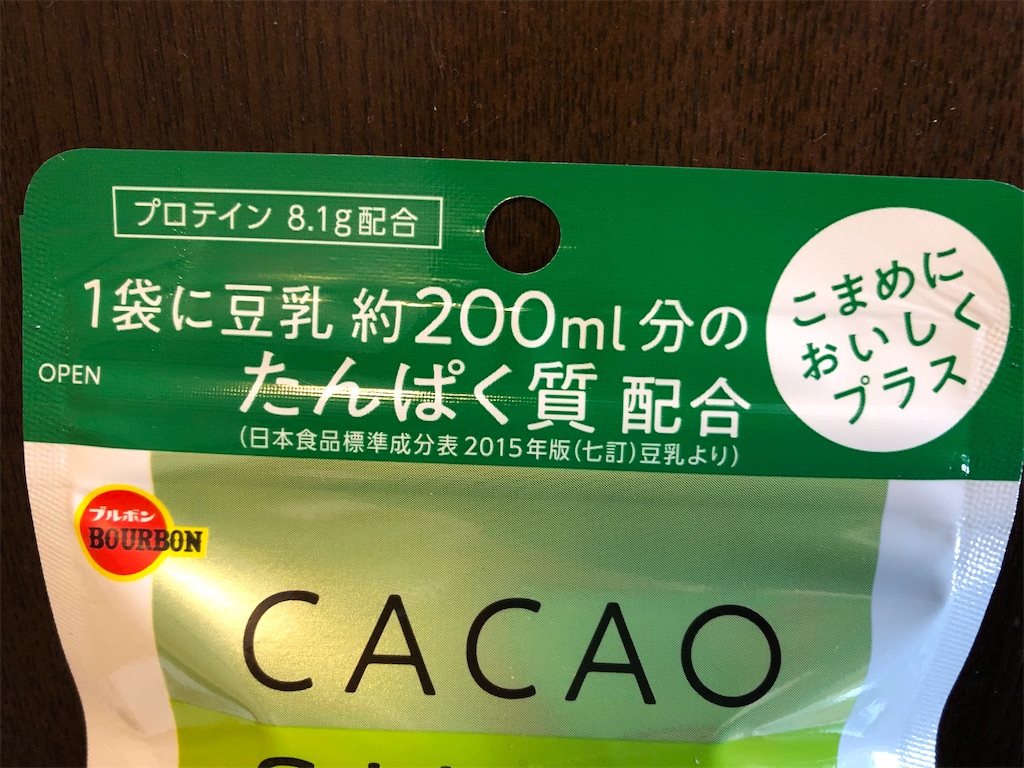 プロテイン 8.1g配合
1袋に豆乳 約200ml分の
たんぱく質 配合
(日本食品標準成分表2015年版(七訂)豆乳より)
こまめに
おいしく
プラス
OPEN
ブルボン
BOURBON
CACAO